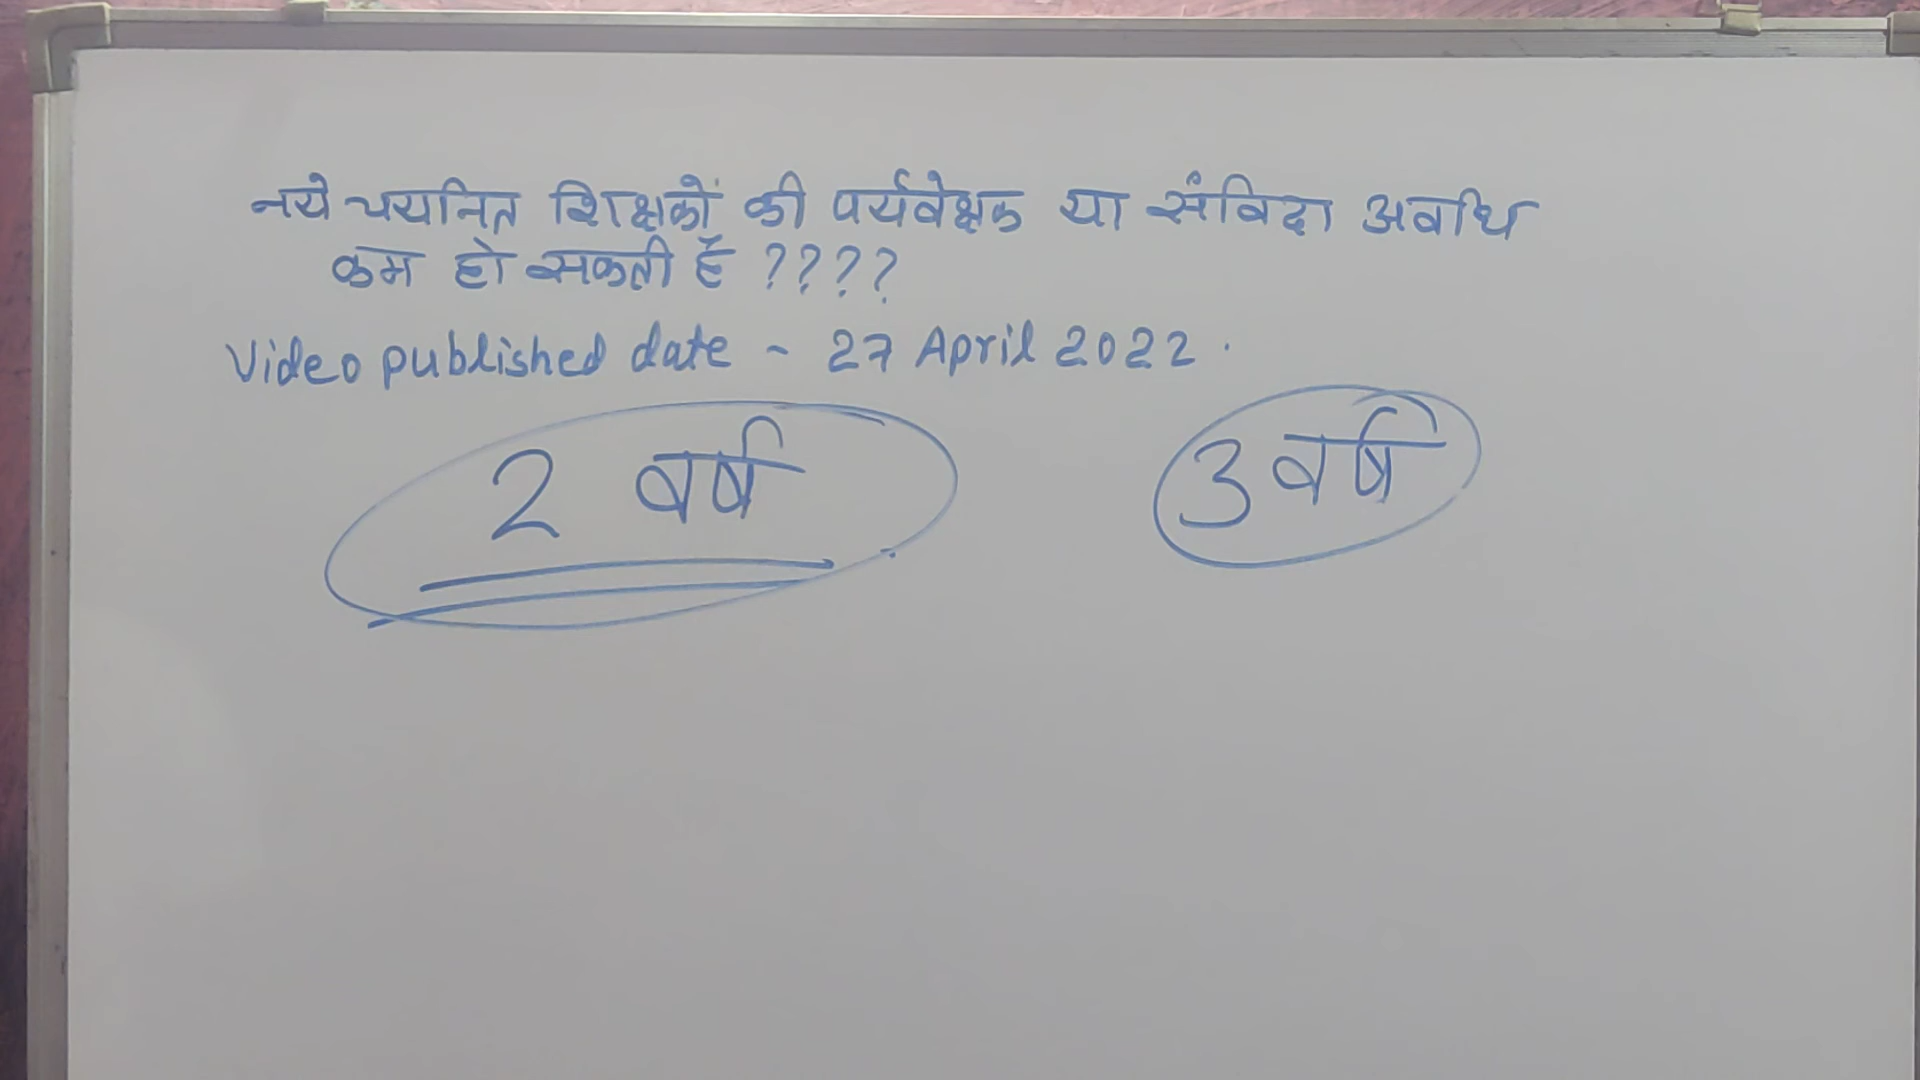 नये चयनित शिक्षकों की पर्यवेक्षक या संविदा अवधि
कम हो सकती है ????
Video published date - 27 April 2022.
2 वर्ष 3 वर्ष